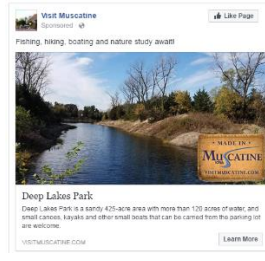 Visit Muscatine
Sponsored
Like Page
Fishing, hiking, boating and nature study await!
• MADE IN •
MUSCATINE
VISITMUSCATINE.COM
Deep Lakes Park
Deep Lakes Park is a sandy 425-acre area with more than 120 acres of water, and
small canoes, kayaks and other small boats that can be carried from the parking lot
are welcome.
VISITMUSCATINE.COM
Learn More